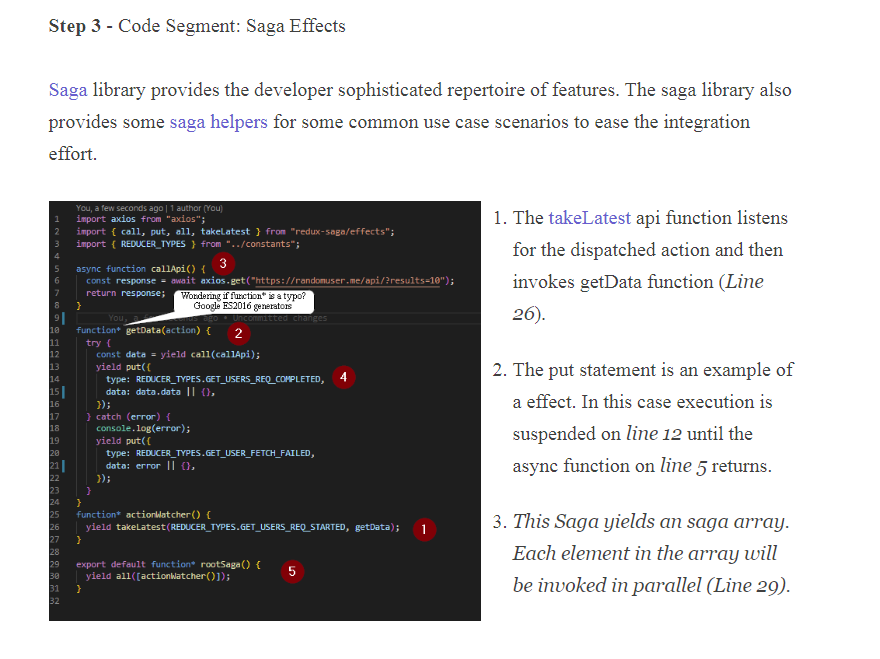 Step 3 - Code Segment: Saga Effects
Saga library provides the developer sophisticated repertoire of features. The saga library also
provides some saga helpers for some common use case scenarios to ease the integration
effort.
You, a few seconds ago | 1 author (You)
1 import axios from "axios";
2 import { call, put, all, takeLatest } from "redux-saga/effects";
3 import { REDUCER_TYPES } from "../constants";
4
5 async function callApi() { 3
6 const response = await axios.get("https://randomuser.me/api/?results=10");
7 return response;
Wondering if function* is a typo?
8 }
Google ES2016 generators
9 You, a ago • Uncommitted changes
10 function* getData(action) { 2
11 try {
12 const data = yield call(callApi);
13 yield put({
14 type: REDUCER_TYPES.GET_USERS_REQ_COMPLETED, 4
15 data: data.data || {},
16 });
17 } catch (error) {
18 console.log(error);
19 yield put({
20 type: REDUCER_TYPES.GET_USER_FETCH_FAILED,
21 data: error || {},
22 });
23 }
24 }
25 function* actionWatcher() {
26 yield takeLatest(REDUCER_TYPES.GET_USERS_REQ_STARTED, getData); 1
27 }
28
29 export default function* rootSaga() {
30 yield all([actionWatcher()]); 5
31 }
32
1. The takeLatest api function listens
for the dispatched action and then
invokes getData function (Line
26).
2. The put statement is an example of
a effect. In this case execution is
suspended on line 12 until the
async function on line 5 returns.
3. This Saga yields an saga array.
Each element in the array will
be invoked in parallel (Line 29).